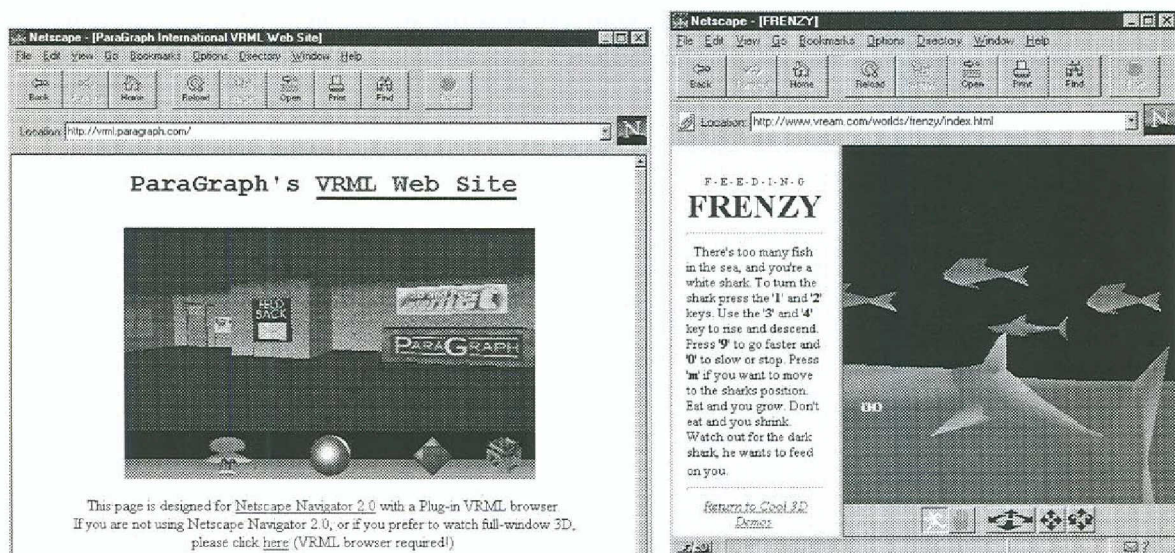 Netscape - [ParaGraph International VRML Web Site]
File Edit View Go Bookmarks Options Directory Window Help
Back Home Reload Open Print Find
Location: http://vrml.paragraph.com/
ParaGraph's VRML Web Site
PARAGRAPH
This page is designed for Netscape Navigator 2.0 with a Plug-in VRML browser
If you are not using Netscape Navigator 2.0, or if you prefer to watch full-window 3D,
please click here (VRML browser required!)
Netscape - [FRENZY]
File Edit View Go Bookmarks Options Directory Window Help
Back Home Reload Open Print Find
Location: http://www.vream.com/worlds/frenzy/index.html
F-E-E-D-I-N-G
FRENZY
There's too many fish
in the sea, and you're a
white shark. To turn the
shark press the '1' and '2'
keys. Use the '3' and '4'
key to rise and descend.
Press '9' to go faster and
'0' to slow or stop. Press
'm' if you want to move
to the sharks position.
Eat and you grow. Don't
eat and you shrink.
Watch out for the dark
shark, he wants to feed
on you.
Return to Cool 3D
Demos